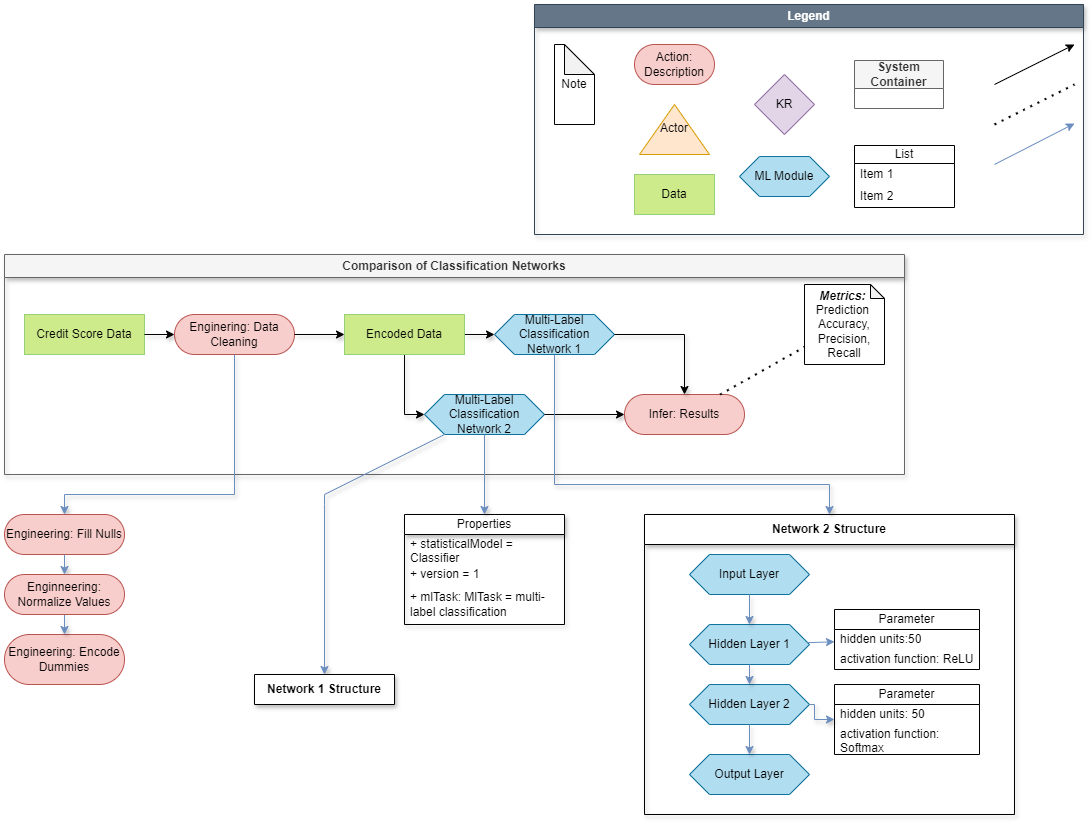 Legend
Note
Action:
Description
Actor
Data
KR
ML Module
System
Container
List
Item 1
Item 2
Comparison of Classification Networks
Credit Score Data
Enginering: Data
Cleaning
Encoded Data
Multi-Label
Classification
Network 1
Metrics:
Prediction
Accuracy,
Precision,
Recall
Multi-Label
Classification
Network 2
Infer: Results
Engineering: Fill Nulls
Enginneering:
Normalize Values
Engineering: Encode
Dummies
Properties
+ statisticalModel =
Classifier
+ version = 1
+ mlTask: MlTask = multi-
label classification
Network 1 Structure
Network 2 Structure
Input Layer
Hidden Layer 1
Parameter
hidden units:50
activation function: ReLU
Hidden Layer 2
Parameter
hidden units: 50
activation function:
Softmax
Output Layer